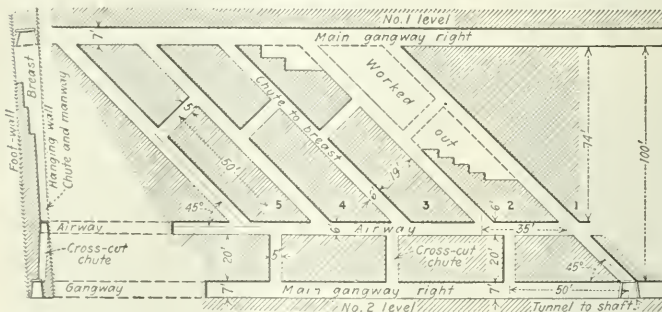 No. 1 level
Main gangway right
7'
Foot-wall
Breast
Hanging wall
Chute and manway
Worked
out
Chute to breast
5'
50'
19'
6'
74'
100'
45°
5
4
3
2
1
6'
35'
Airway
Airway
6'
Cross-cut
chute
20'
5'
Cross-cut
chute
20'
45°
Gangway
7'
Main gangway right
7'
50'
No. 2 level
Tunnel to shaft